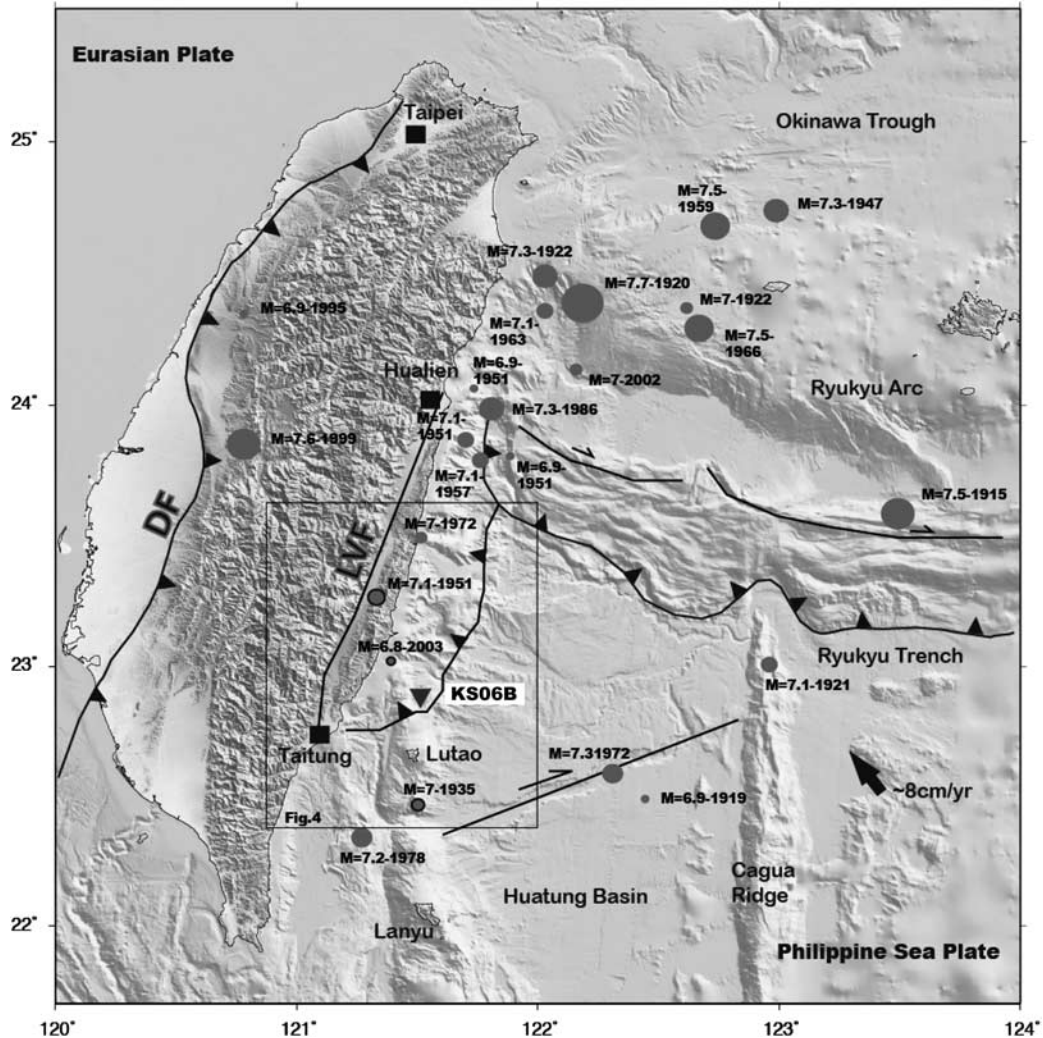 Eurasian Plate
Taipei
Okinawa Trough
25°
M=7.5-
1959
M=7.3-1947
M=7.3-1922
M=7.7-1920
M=7-1922
M=6.9-1995
M=7.1-
1963
M=7.5-
1966
M=6.9-
1951
M=7-2002
Hualien
Ryukyu Arc
24°
M=7.3-1986
M=7.1-
1951
M=7.6-1999
M=7.1-
1957
M=6.9-
1951
M=7.5-1915
DF
LVF
M=7-1972
M=7.1-1951
M=6.8-2003
23°
Ryukyu Trench
M=7.1-1921
KS06B
Taitung
Lutao
M=7.31972
M=7-1935
M=6.9-1919
~8cm/yr
Fig.4
M=7.2-1978
Cagua
Ridge
Huatung Basin
22°
Lanyu
Philippine Sea Plate
120°
121°
122°
123°
124°